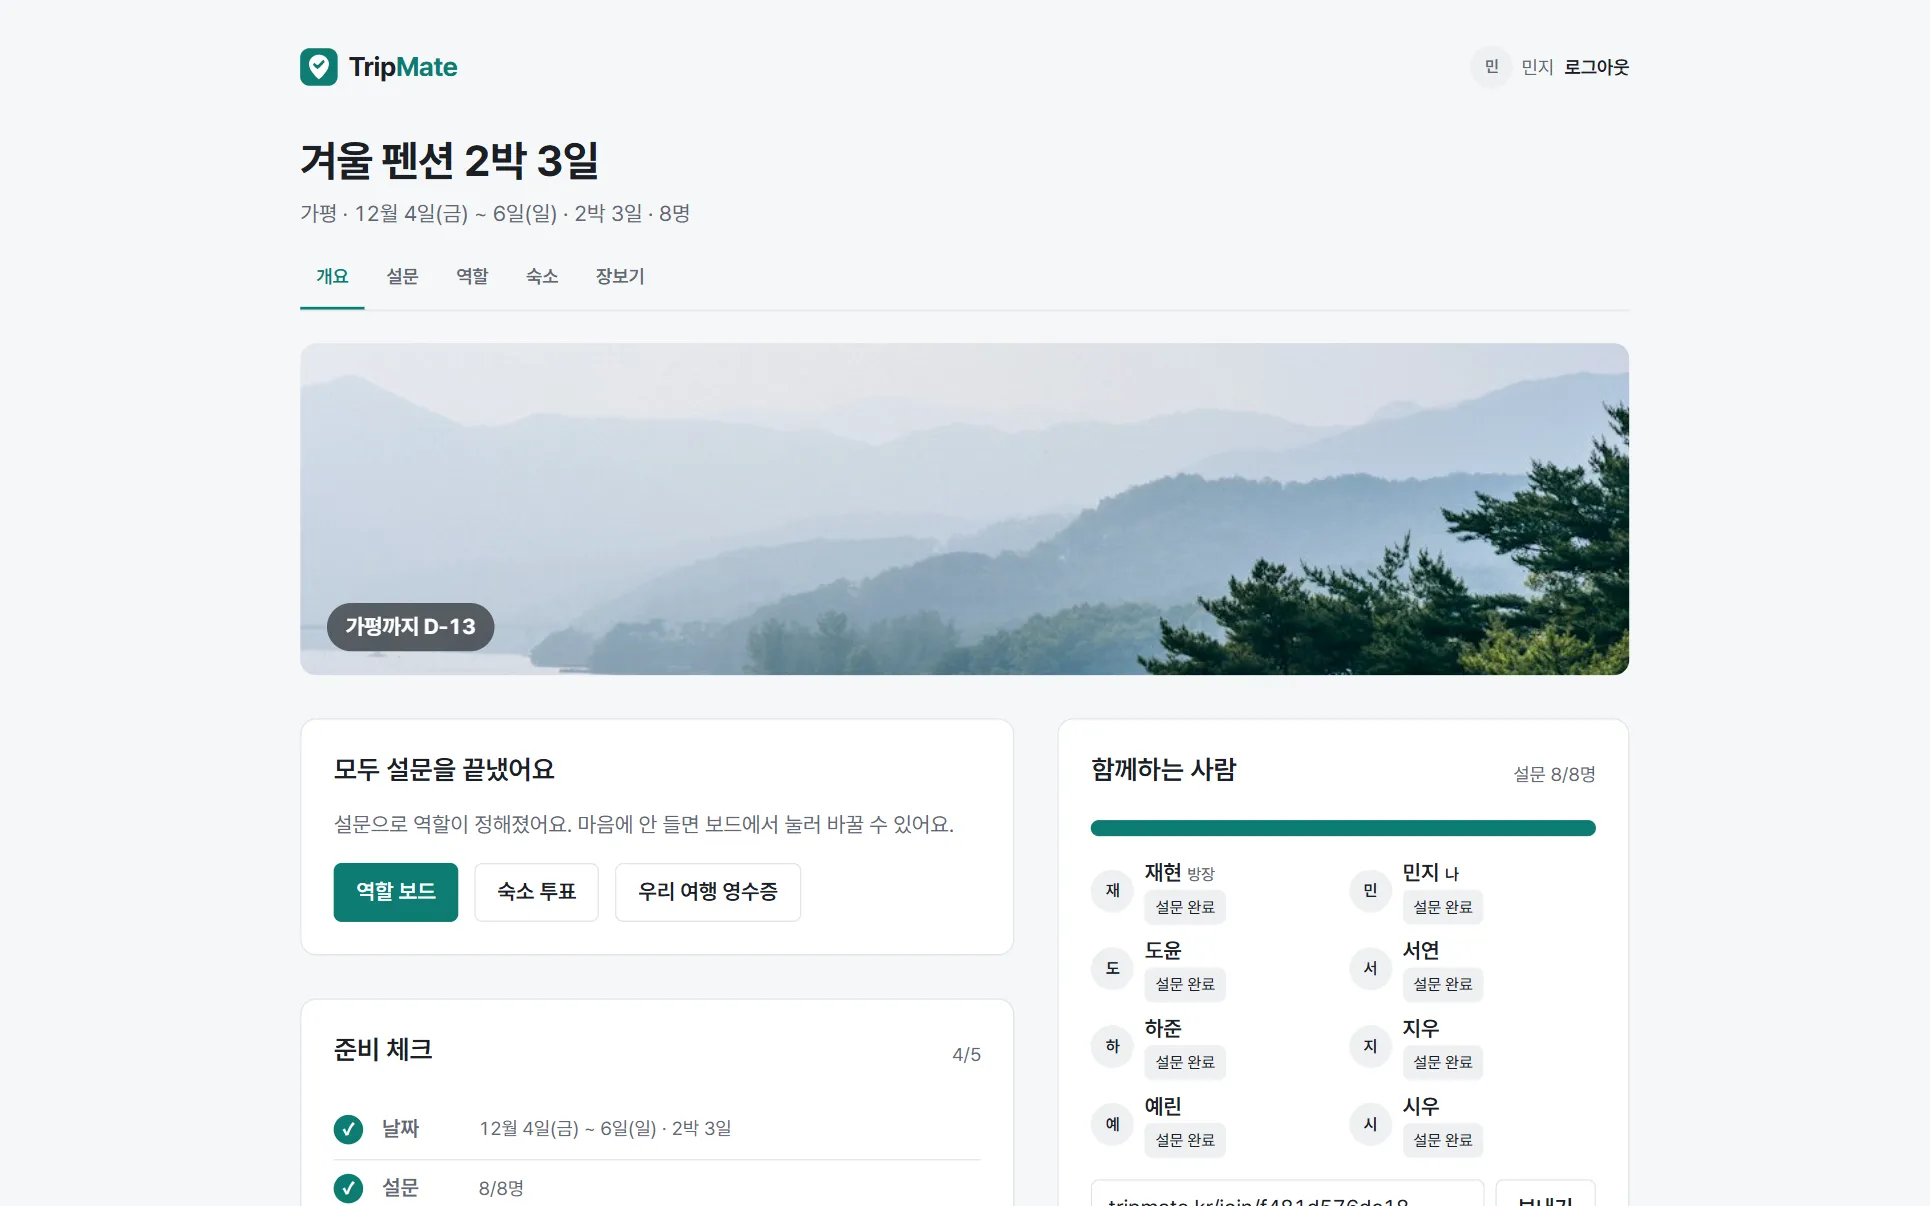 TripMate
민 민지 로그아웃
겨울 펜션 2박 3일
가평 · 12월 4일(금) ~ 6일(일) · 2박 3일 · 8명
개요 설문 역할 숙소 장보기
가평까지 D-13
모두 설문을 끝냈어요
설문으로 역할이 정해졌어요. 마음에 안 들면 보드에서 눌러 바꿀 수 있어요.
역할 보드 숙소 투표 우리 여행 영수증
준비 체크 4/5
날짜 12월 4일(금) ~ 6일(일) · 2박 3일
설문 8/8명
함께하는 사람 설문 8/8명
재 재현 방장
설문 완료
민 민지 나
설문 완료
도 도윤
설문 완료
서 서연
설문 완료
하 하준
설문 완료
지 지우
설문 완료
예 예린
설문 완료
시 시우
설문 완료
tripmate.kr/join/f481d576de18
보내기